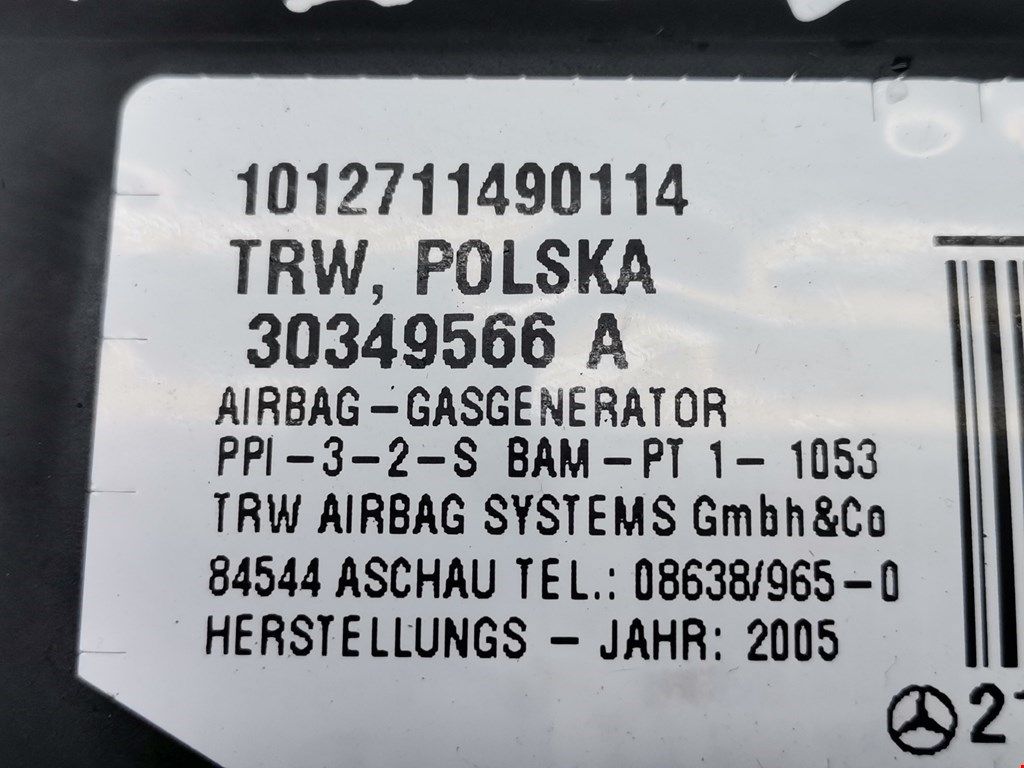 1012711490114
TRW, POLSKA
30349566 A
AIRBAG-GASGENERATOR
PPI-3-2-S BAM-PT 1-1053
TRW AIRBAG SYSTEMS Gmbh&Co
84544 ASCHAU TEL.: 08638/965-0
HERSTELLUNGS - JAHR: 2005